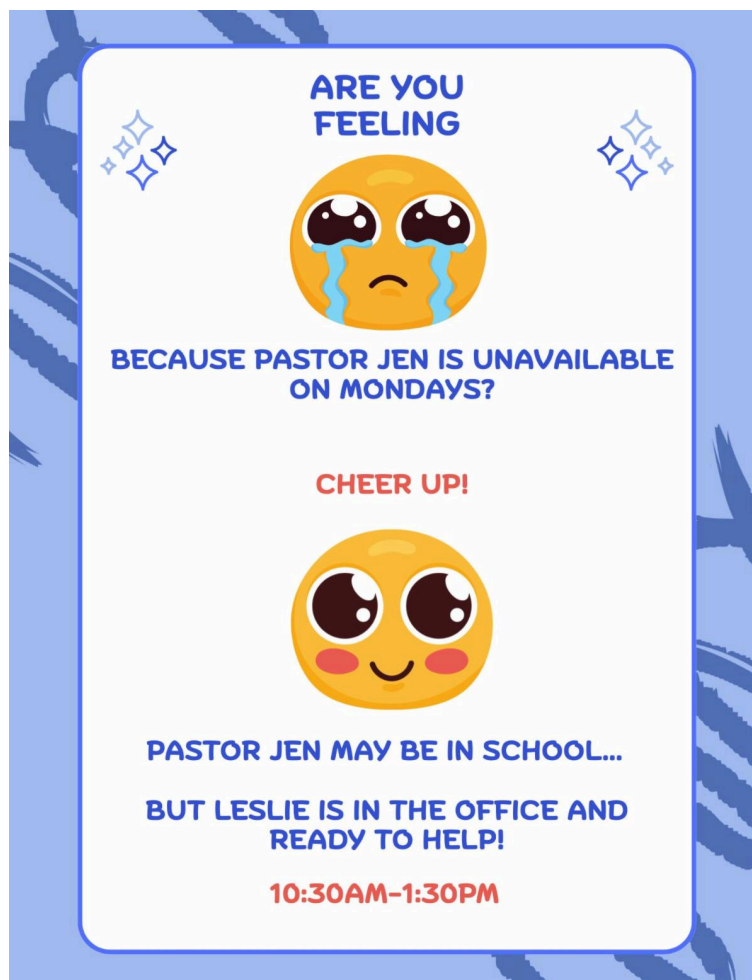 ARE YOU
FEELING
BECAUSE PASTOR JEN IS UNAVAILABLE
ON MONDAYS?
CHEER UP!
PASTOR JEN MAY BE IN SCHOOL...
BUT LESLIE IS IN THE OFFICE AND
READY TO HELP!
10:30AM-1:30PM